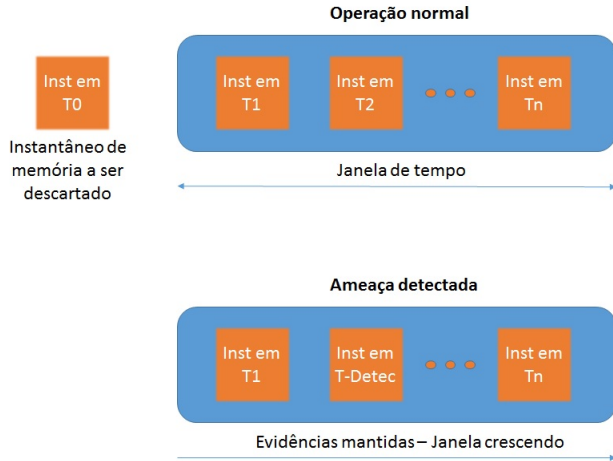 Operação normal
Inst em
T0
Inst em
T1
Inst em
T2
Inst em
Tn
Instantâneo de
memória a ser
descartado
Janela de tempo
Ameaça detectada
Inst em
T1
Inst em
T-Detec
Inst em
Tn
Evidências mantidas – Janela crescendo